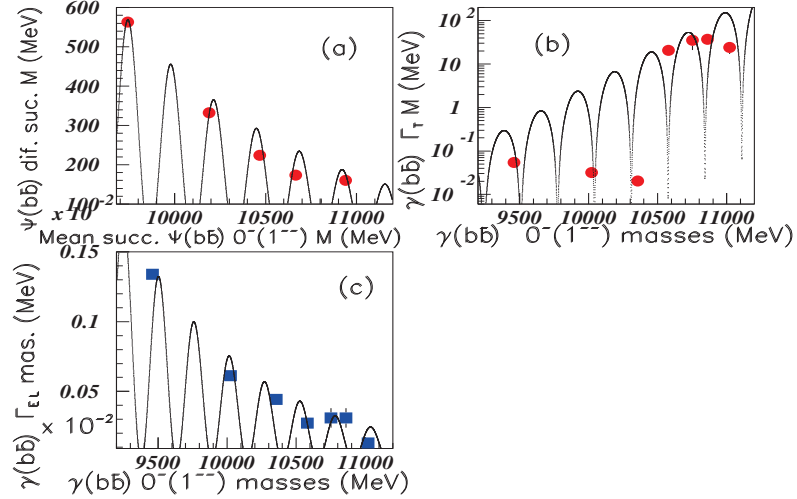 600
500
400
300
200
100
-2
x 10
Ψ(bb̄) dif. suc. M (MeV)
(a)
10000 10500 11000
Mean succ. Ψ(bb̄) 0⁻(1⁻⁻) M (MeV)
10²
10
1
10⁻¹
10⁻²
γ(bb̄) Γ_T M (MeV)
(b)
9500 10000 10500 11000
γ(bb̄) 0⁻(1⁻⁻) masses (MeV)
0.15
0.1
0.05
x 10⁻²
γ(bb̄) Γ_EL mas. (MeV)
(c)
9500 10000 10500 11000
γ(bb̄) 0⁻(1⁻⁻) masses (MeV)